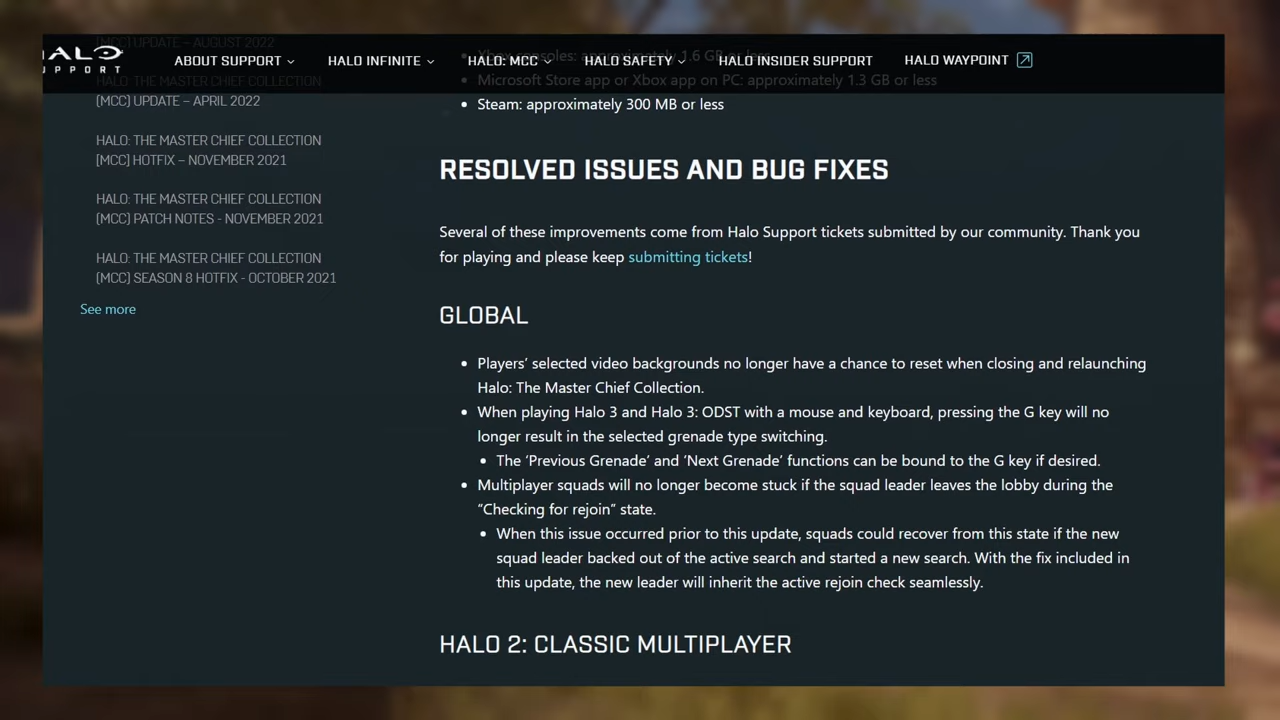 HALO
SUPPORT
ABOUT SUPPORT
HALO INFINITE
HALO: MCC
HALO SAFETY
HALO INSIDER SUPPORT
HALO WAYPOINT
[MCC] UPDATE – AUGUST 2022
HALO: THE MASTER CHIEF COLLECTION
[MCC] UPDATE – APRIL 2022
HALO: THE MASTER CHIEF COLLECTION
[MCC] HOTFIX – NOVEMBER 2021
HALO: THE MASTER CHIEF COLLECTION
[MCC] PATCH NOTES - NOVEMBER 2021
HALO: THE MASTER CHIEF COLLECTION
[MCC] SEASON 8 HOTFIX - OCTOBER 2021
See more
• Xbox consoles: approximately 1.6 GB or less
• Microsoft Store app or Xbox app on PC: approximately 1.3 GB or less
• Steam: approximately 300 MB or less
RESOLVED ISSUES AND BUG FIXES
Several of these improvements come from Halo Support tickets submitted by our community. Thank you
for playing and please keep submitting tickets!
GLOBAL
• Players’ selected video backgrounds no longer have a chance to reset when closing and relaunching
Halo: The Master Chief Collection.
• When playing Halo 3 and Halo 3: ODST with a mouse and keyboard, pressing the G key will no
longer result in the selected grenade type switching.
• The ‘Previous Grenade’ and ‘Next Grenade’ functions can be bound to the G key if desired.
• Multiplayer squads will no longer become stuck if the squad leader leaves the lobby during the
“Checking for rejoin” state.
• When this issue occurred prior to this update, squads could recover from this state if the new
squad leader backed out of the active search and started a new search. With the fix included in
this update, the new leader will inherit the active rejoin check seamlessly.
HALO 2: CLASSIC MULTIPLAYER